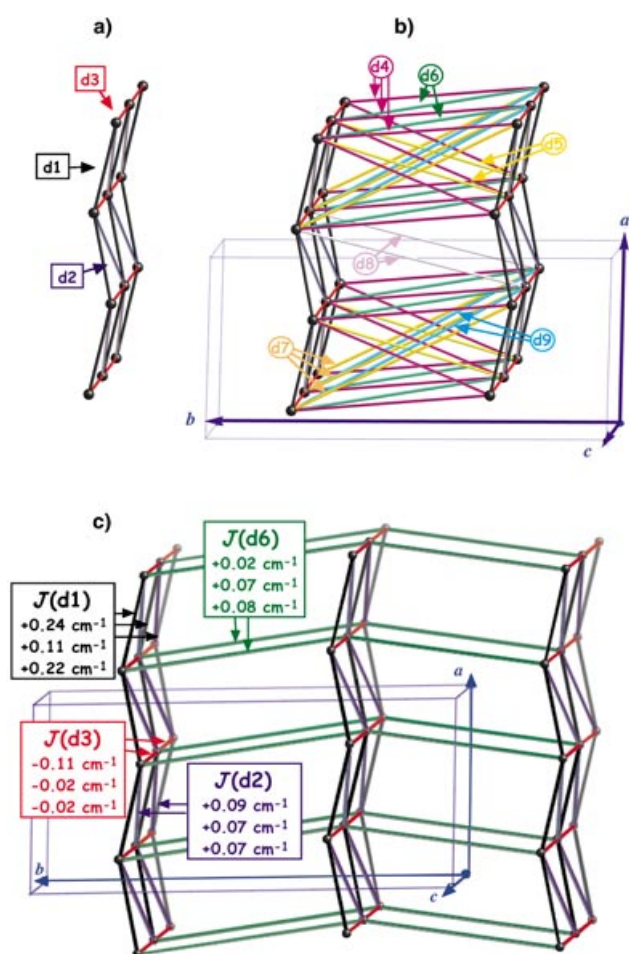 a)
b)
d3
d1
d2
d4
d6
d5
a
d8
d9
d7
b
c
c)
J(d6)
+0.02 cm⁻¹
+0.07 cm⁻¹
+0.08 cm⁻¹
J(d1)
+0.24 cm⁻¹
+0.11 cm⁻¹
+0.22 cm⁻¹
a
J(d3)
-0.11 cm⁻¹
-0.02 cm⁻¹
-0.02 cm⁻¹
J(d2)
+0.09 cm⁻¹
+0.07 cm⁻¹
+0.07 cm⁻¹
b
c